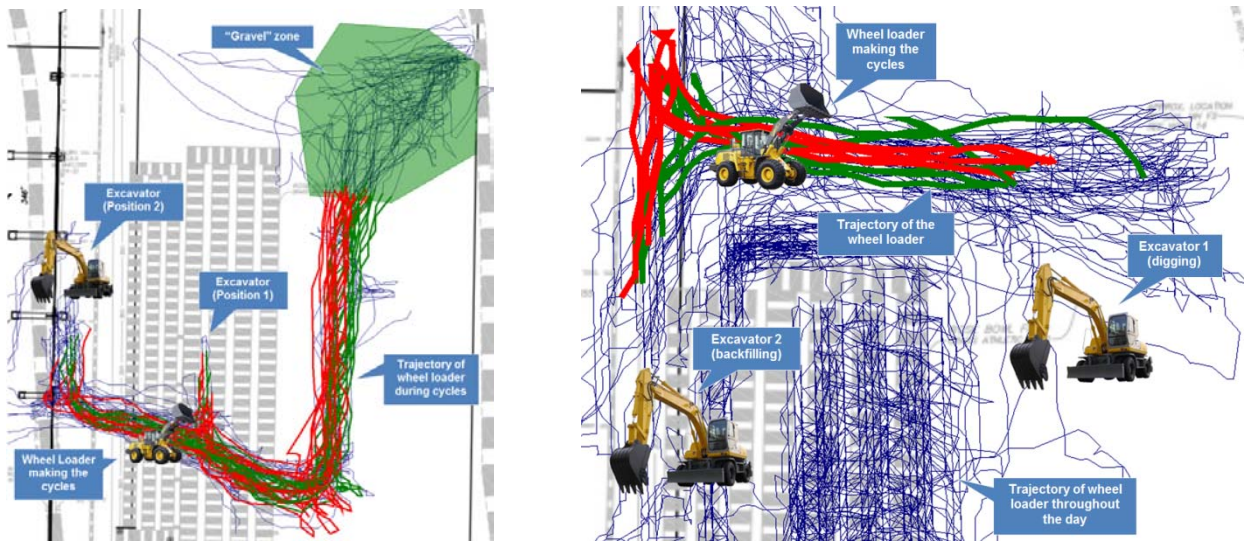 "Gravel" zone
Excavator
(Position 2)
Excavator
(Position 1)
Trajectory of
wheel loader
during cycles
Wheel Loader
making the
cycles
Wheel loader
making the
cycles
Trajectory of the
wheel loader
Excavator 1
(digging)
Excavator 2
(backfilling)
Trajectory of wheel
loader throughout
the day